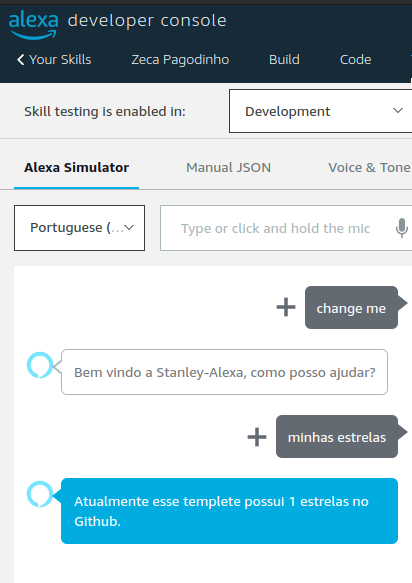 alexa developer console
Your Skills Zeca Pagodinho Build Code
Skill testing is enabled in: Development
Alexa Simulator Manual JSON Voice & Tone
Portuguese (... Type or click and hold the mic
change me
Bem vindo a Stanley-Alexa, como posso ajudar?
minhas estrelas
Atualmente esse templete possui 1 estrelas no
Github.